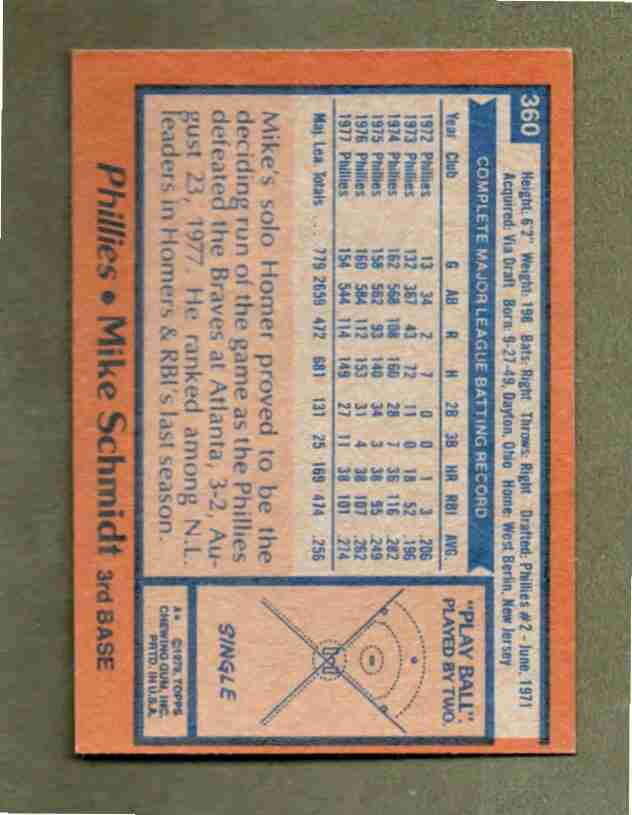 360
Height: 6'2" Weight: 198 Bats: Right Throws: Right Drafted: Phillies #2 - June, 1971
Acquired: Via Draft Born: 9-27-49, Dayton, Ohio Home: West Berlin, New Jersey
COMPLETE MAJOR LEAGUE BATTING RECORD
Year Club G AB R H 2B 3B HR RBI AVG.
1972 Phillies 13 34 2 7 0 0 1 3 .206
1973 Phillies 132 367 43 72 11 0 18 52 .196
1974 Phillies 162 568 108 160 28 7 36 116 .282
1975 Phillies 158 562 93 140 34 3 38 95 .249
1976 Phillies 160 584 112 153 31 4 38 107 .262
1977 Phillies 154 544 114 149 27 11 38 101 .274
Maj. Lea. Totals .... 779 2659 472 681 131 25 169 474 .256
Mike's solo Homer proved to be the
deciding run of the game as the Phillies
defeated the Braves at Atlanta, 3-2, Au-
gust 23, 1977. He ranked among N.L.
leaders in Homers & RBI's last season.
"PLAY BALL"
PLAYED BY TWO.
SINGLE
A* ©1978 TOPPS
CHEWING GUM, INC.
PRTD. IN U.S.A.
Phillies • Mike Schmidt 3rd BASE